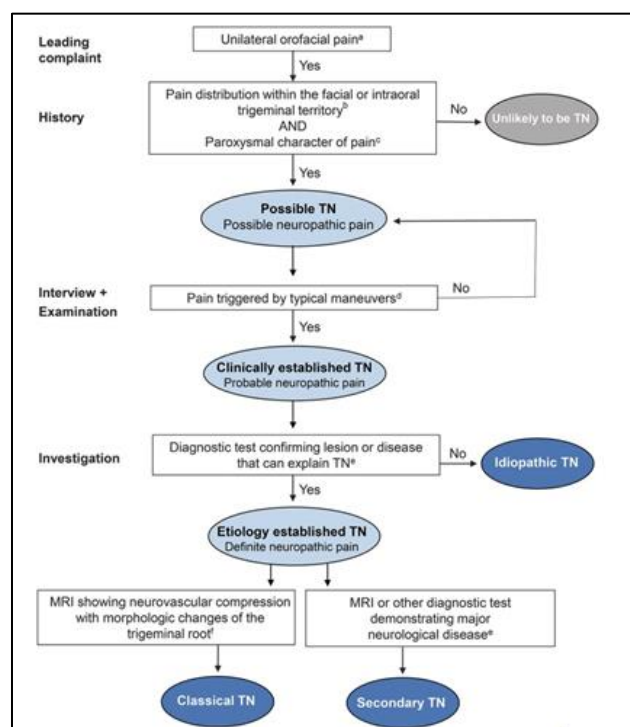 Leading
complaint
Unilateral orofacial painᵃ
Yes
History
Pain distribution within the facial or intraoral
trigeminal territoryᵇ
AND
Paroxysmal character of painᶜ
No
Unlikely to be TN
Yes
Possible TN
Possible neuropathic pain
Interview +
Examination
Pain triggered by typical maneuversᵈ
No
Yes
Clinically established TN
Probable neuropathic pain
Investigation
Diagnostic test confirming lesion or disease
that can explain TNᵉ
No
Idiopathic TN
Yes
Etiology established TN
Definite neuropathic pain
MRI showing neurovascular compression
with morphologic changes of the
trigeminal rootᶠ
MRI or other diagnostic test
demonstrating major
neurological diseaseᵉ
Classical TN
Secondary TN